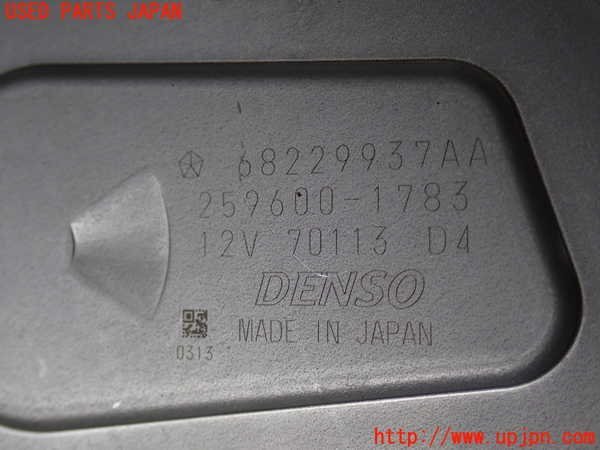 USED PARTS JAPAN
68229937AA
259600-1783
12V 70113 D4
DENSO
MADE IN JAPAN
0313
http://www.upjpn.com